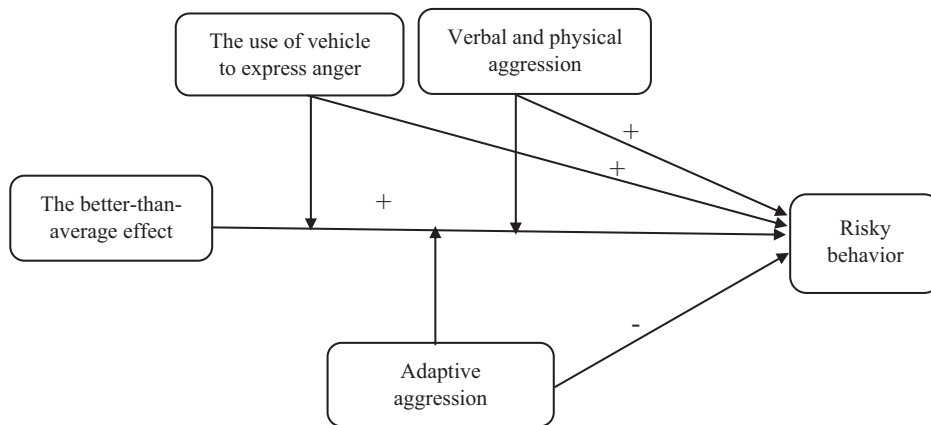 The use of vehicle
to express anger
Verbal and physical
aggression
+
+
The better-than-
average effect
+
Risky
behavior
-
Adaptive
aggression